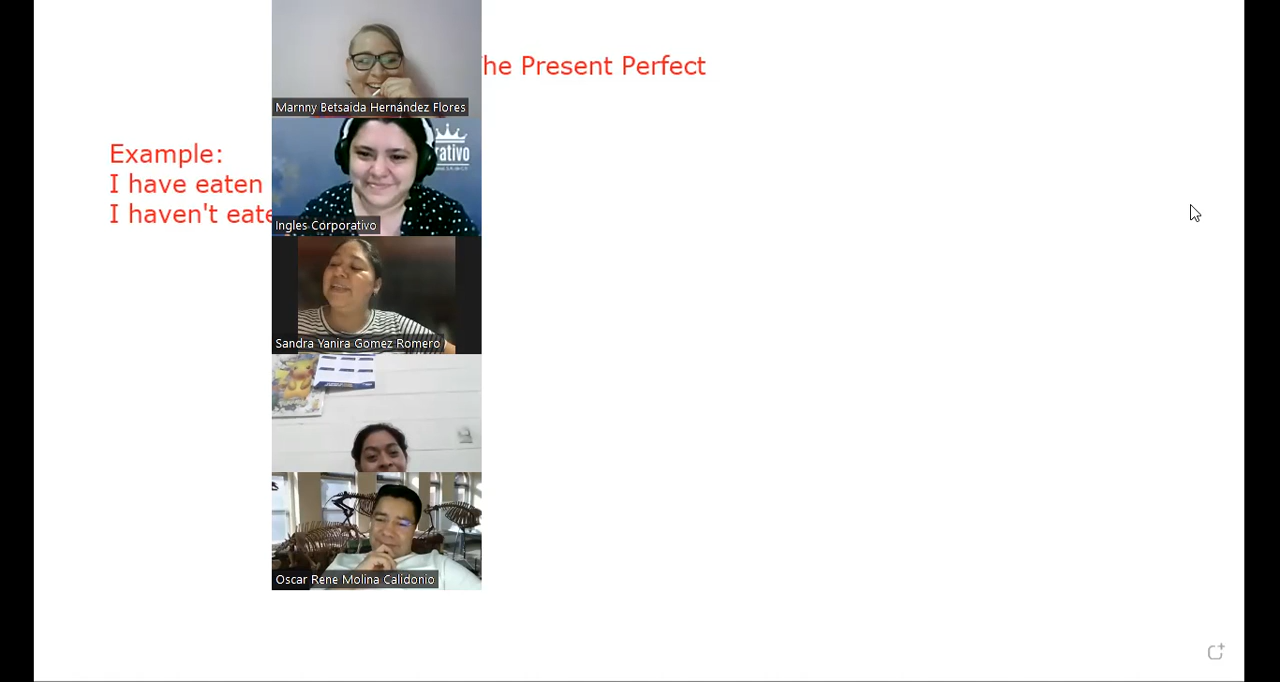 he Present Perfect
Marnny Betsaida Hernández Flores
Example:
I have eaten
I haven't eate
rativo
Ingles Corporativo
Sandra Yanira Gomez Romero
Oscar Rene Molina Calidonio